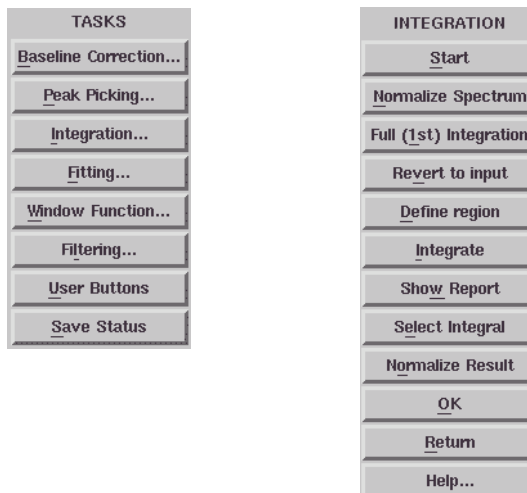 TASKS
Baseline Correction...
Peak Picking...
Integration...
Fitting...
Window Function...
Filtering...
User Buttons
Save Status
INTEGRATION
Start
Normalize Spectrum
Full (1st) Integration
Revert to input
Define region
Integrate
Show Report
Select Integral
Normalize Result
OK
Return
Help...